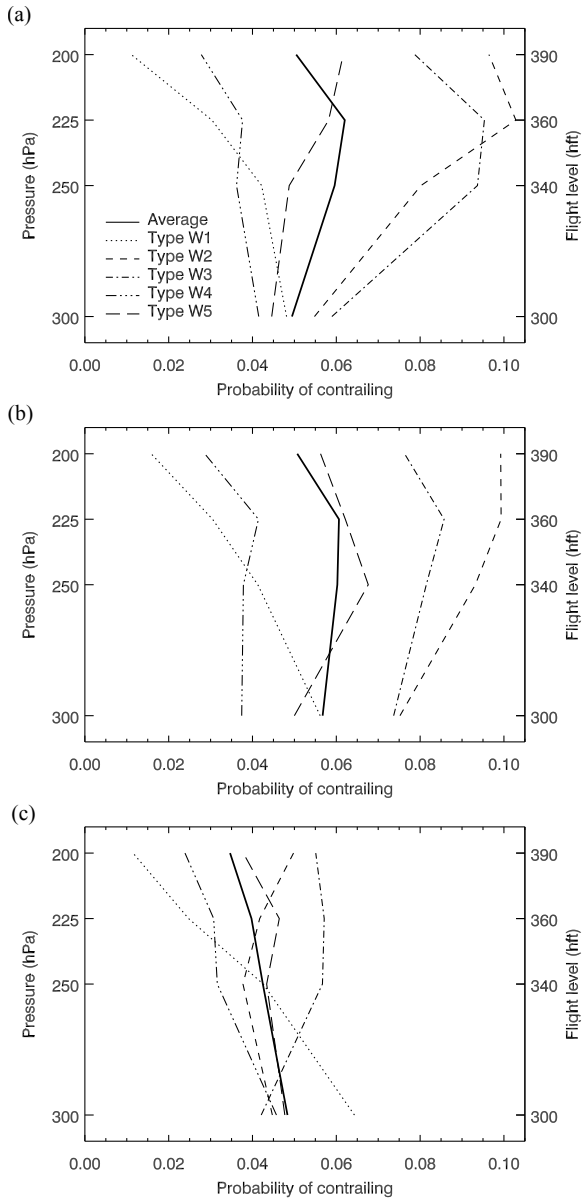 (a)
200
225
250
300
Pressure (hPa)
390
360
340
300
Flight level (hft)
Average
Type W1
Type W2
Type W3
Type W4
Type W5
0.00 0.02 0.04 0.06 0.08 0.10
Probability of contrailing
(b)
200
225
250
300
Pressure (hPa)
390
360
340
300
Flight level (hft)
0.00 0.02 0.04 0.06 0.08 0.10
Probability of contrailing
(c)
200
225
250
300
Pressure (hPa)
390
360
340
300
Flight level (hft)
0.00 0.02 0.04 0.06 0.08 0.10
Probability of contrailing